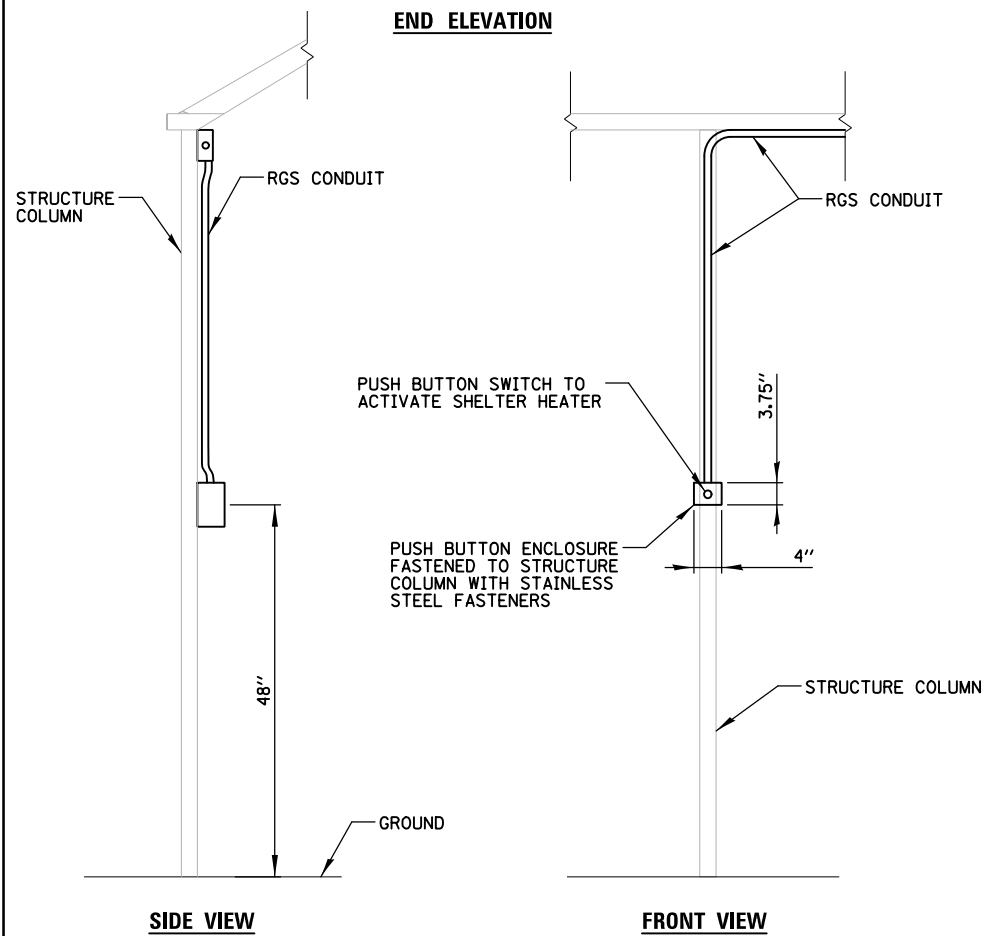 END ELEVATION
RGS CONDUIT
STRUCTURE
COLUMN
RGS CONDUIT
PUSH BUTTON SWITCH TO
ACTIVATE SHELTER HEATER
3.75"
PUSH BUTTON ENCLOSURE
FASTENED TO STRUCTURE
COLUMN WITH STAINLESS
STEEL FASTENERS
4"
48"
STRUCTURE COLUMN
GROUND
SIDE VIEW
FRONT VIEW